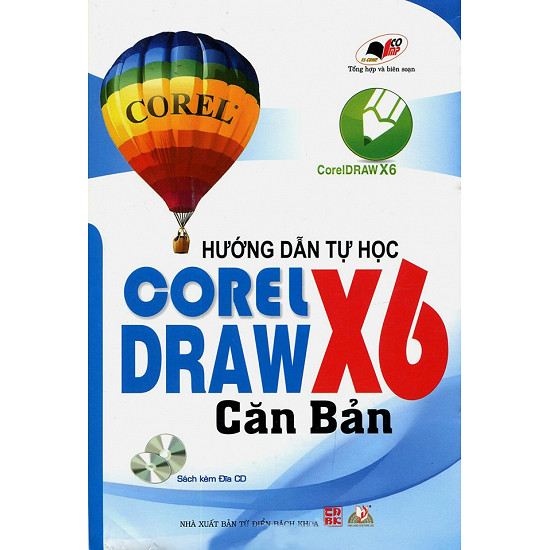 COMP
Tổng hợp và biên soạn
COREL
CorelDRAW X6
HƯỚNG DẪN TỰ HỌC
COREL
DRAW X6
Căn Bản
Sách kèm Đĩa CD
NHÀ XUẤT BẢN TỪ ĐIỂN BÁCH KHOA